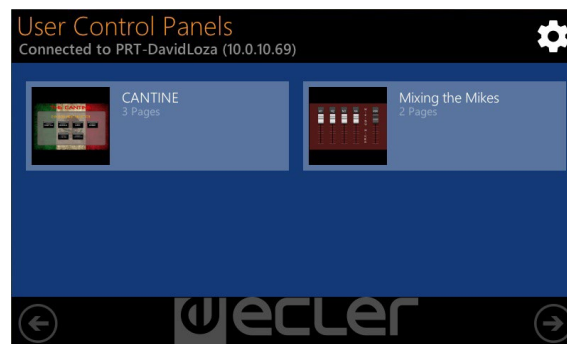 User Control Panels
Connected to PRT-DavidLoza (10.0.10.69)
CANTINE
3 Pages
Mixing the Mikes
2 Pages
ecler